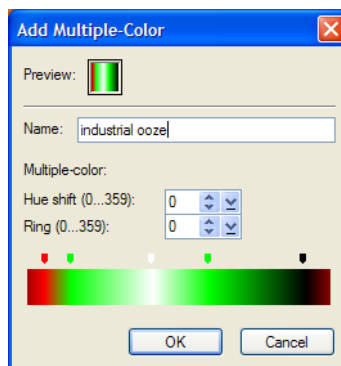 Add Multiple-Color
Preview:
Name: industrial ooze
Multiple-color:
Hue shift (0...359): 0
Ring (0...359): 0
OK Cancel